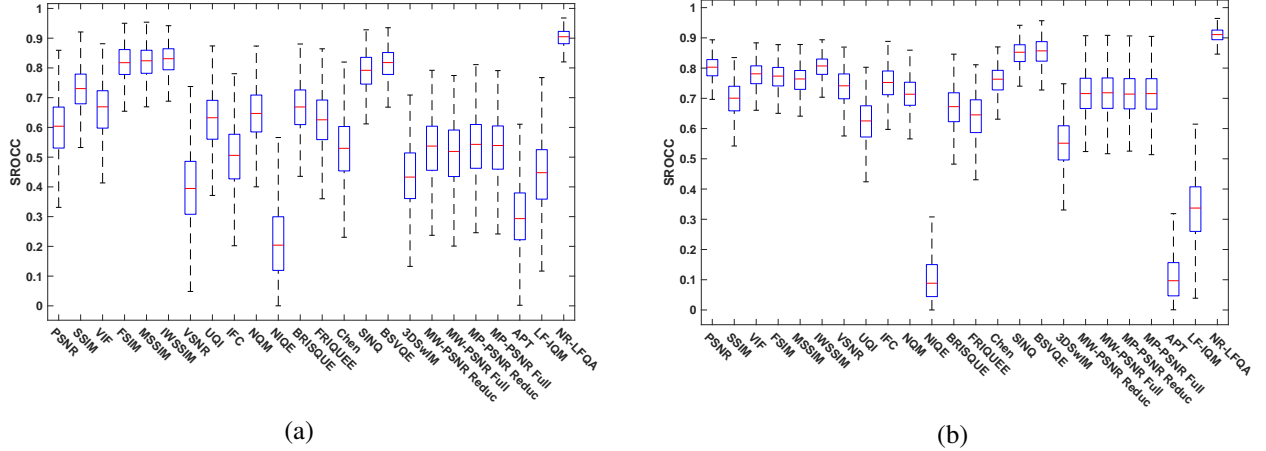 1
0.9
0.8
0.7
0.6
0.5
0.4
0.3
0.2
0.1
0
SROCC
PSNR
SSIM
VIF
FSIM
MSSIM
IWSSIM
VSNR
UQI
IFC
NQM
NIQE
BRISQUE
FRIQUEE
Chen
SINQ
BSVQE
3DSwIM
MW-PSNR Reduc
MW-PSNR Full
MP-PSNR Reduc
MP-PSNR Full
APT
LF-IQM
NR-LFQA
(a)
1
0.9
0.8
0.7
0.6
0.5
0.4
0.3
0.2
0.1
0
SROCC
PSNR
SSIM
VIF
FSIM
MSSIM
IWSSIM
VSNR
UQI
IFC
NQM
NIQE
BRISQUE
FRIQUEE
Chen
SINQ
BSVQE
3DSwIM
MW-PSNR Reduc
MW-PSNR Full
MP-PSNR Reduc
MP-PSNR Full
APT
LF-IQM
NR-LFQA
(b)